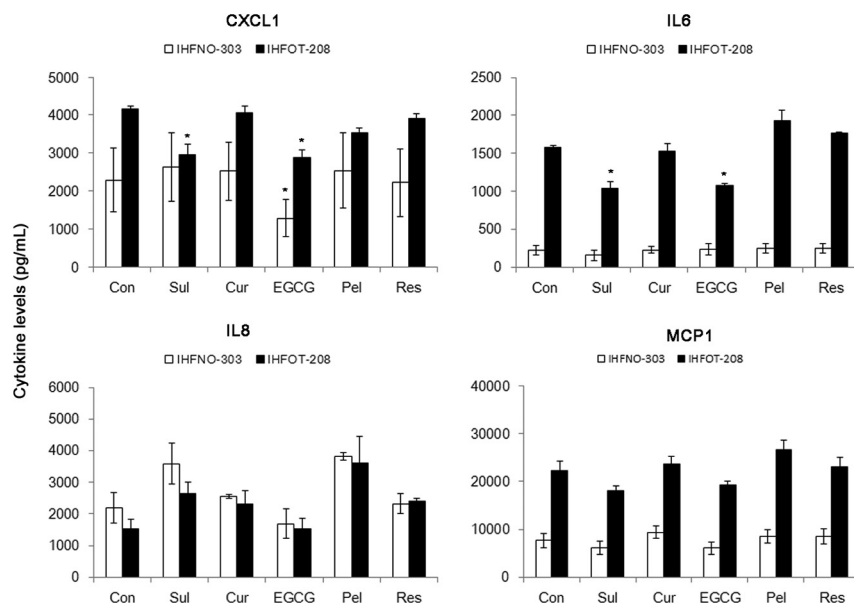 CXCL1
IHFNO-303 IHFOT-208
5000
4000
3000
2000
1000
0
* * *
Con Sul Cur EGCG Pel Res
IL6
IHFNO-303 IHFOT-208
2500
2000
1500
1000
500
0
* *
Con Sul Cur EGCG Pel Res
Cytokine levels (pg/mL)
IL8
IHFNO-303 IHFOT-208
6000
5000
4000
3000
2000
1000
0
Con Sul Cur EGCG Pel Res
MCP1
IHFNO-303 IHFOT-208
40000
30000
20000
10000
0
Con Sul Cur EGCG Pel Res